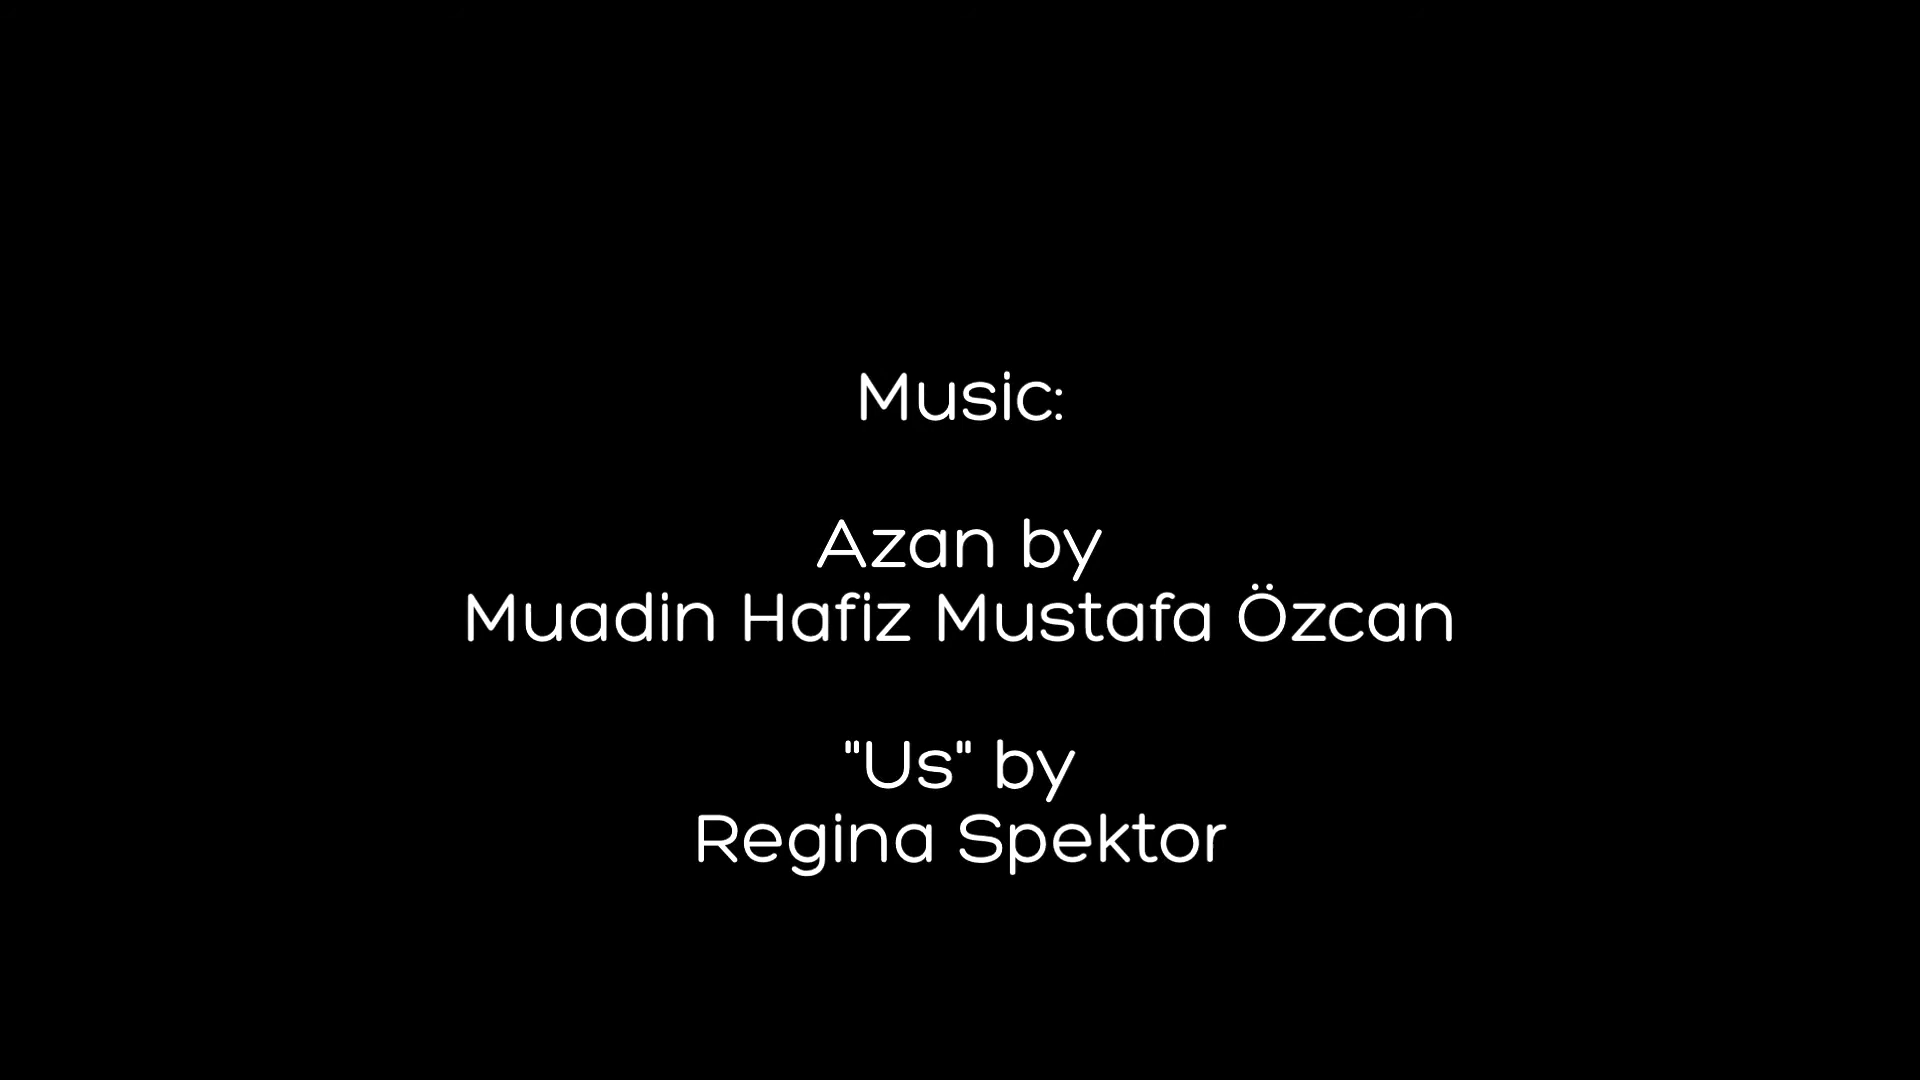 Music:
Azan by
Muadin Hafiz Mustafa Özcan
"Us" by
Regina Spektor